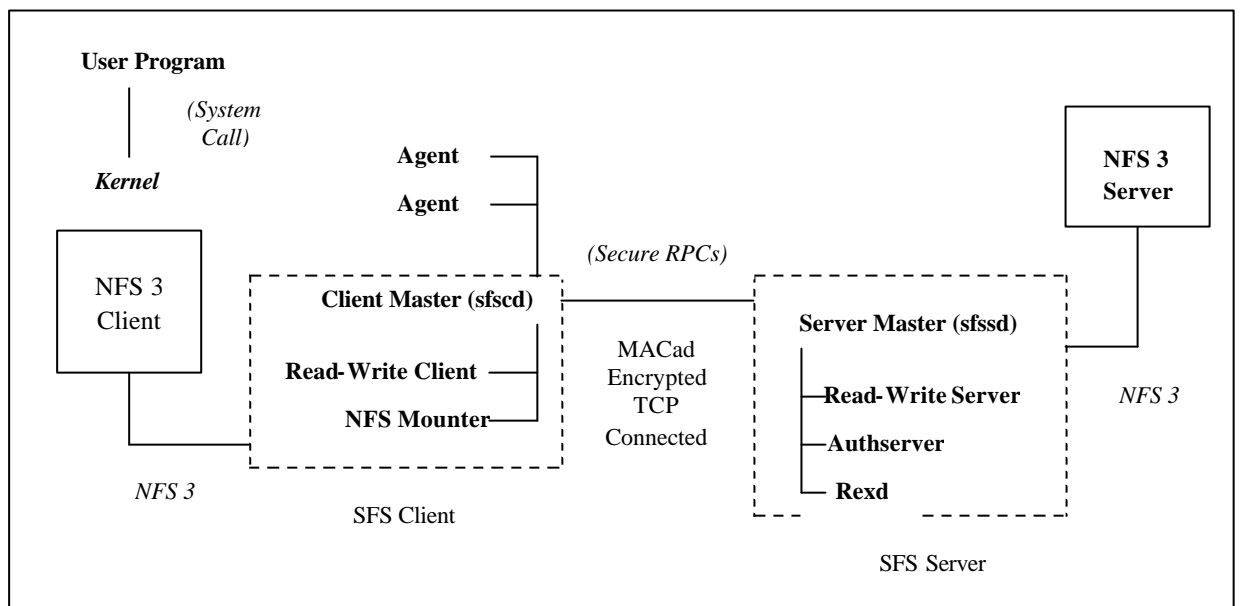 User Program
(System
Call)
Kernel
Agent
Agent
NFS 3
Server
NFS 3
Client
(Secure RPCs)
Client Master (sfscd)
Server Master (sfssd)
Read-Write Client
NFS Mounter
MACad
Encrypted
TCP
Connected
Read-Write Server
Authserver
Rexd
NFS 3
NFS 3
SFS Client
SFS Server